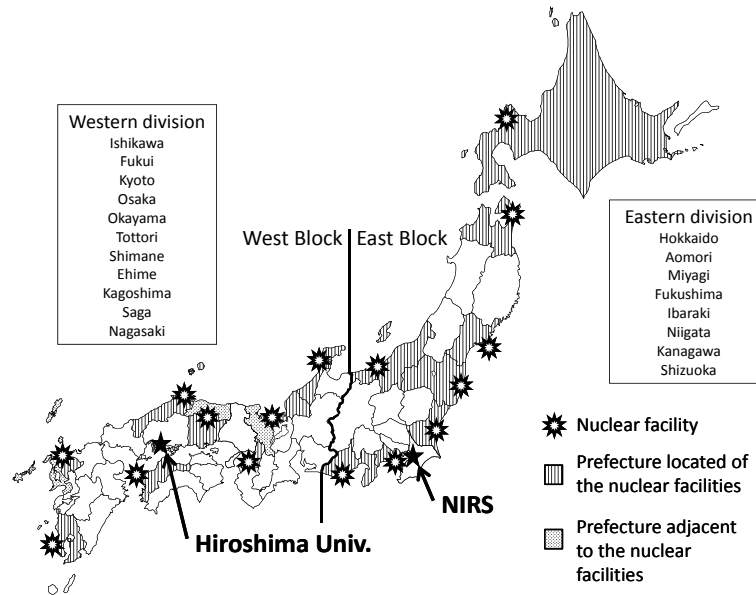 Western division
Ishikawa
Fukui
Kyoto
Osaka
Okayama
Tottori
Shimane
Ehime
Kagoshima
Saga
Nagasaki
West Block
East Block
Eastern division
Hokkaido
Aomori
Miyagi
Fukushima
Ibaraki
Niigata
Kanagawa
Shizuoka
Nuclear facility
Prefecture located of
the nuclear facilities
Prefecture adjacent
to the nuclear
facilities
NIRS
Hiroshima Univ.